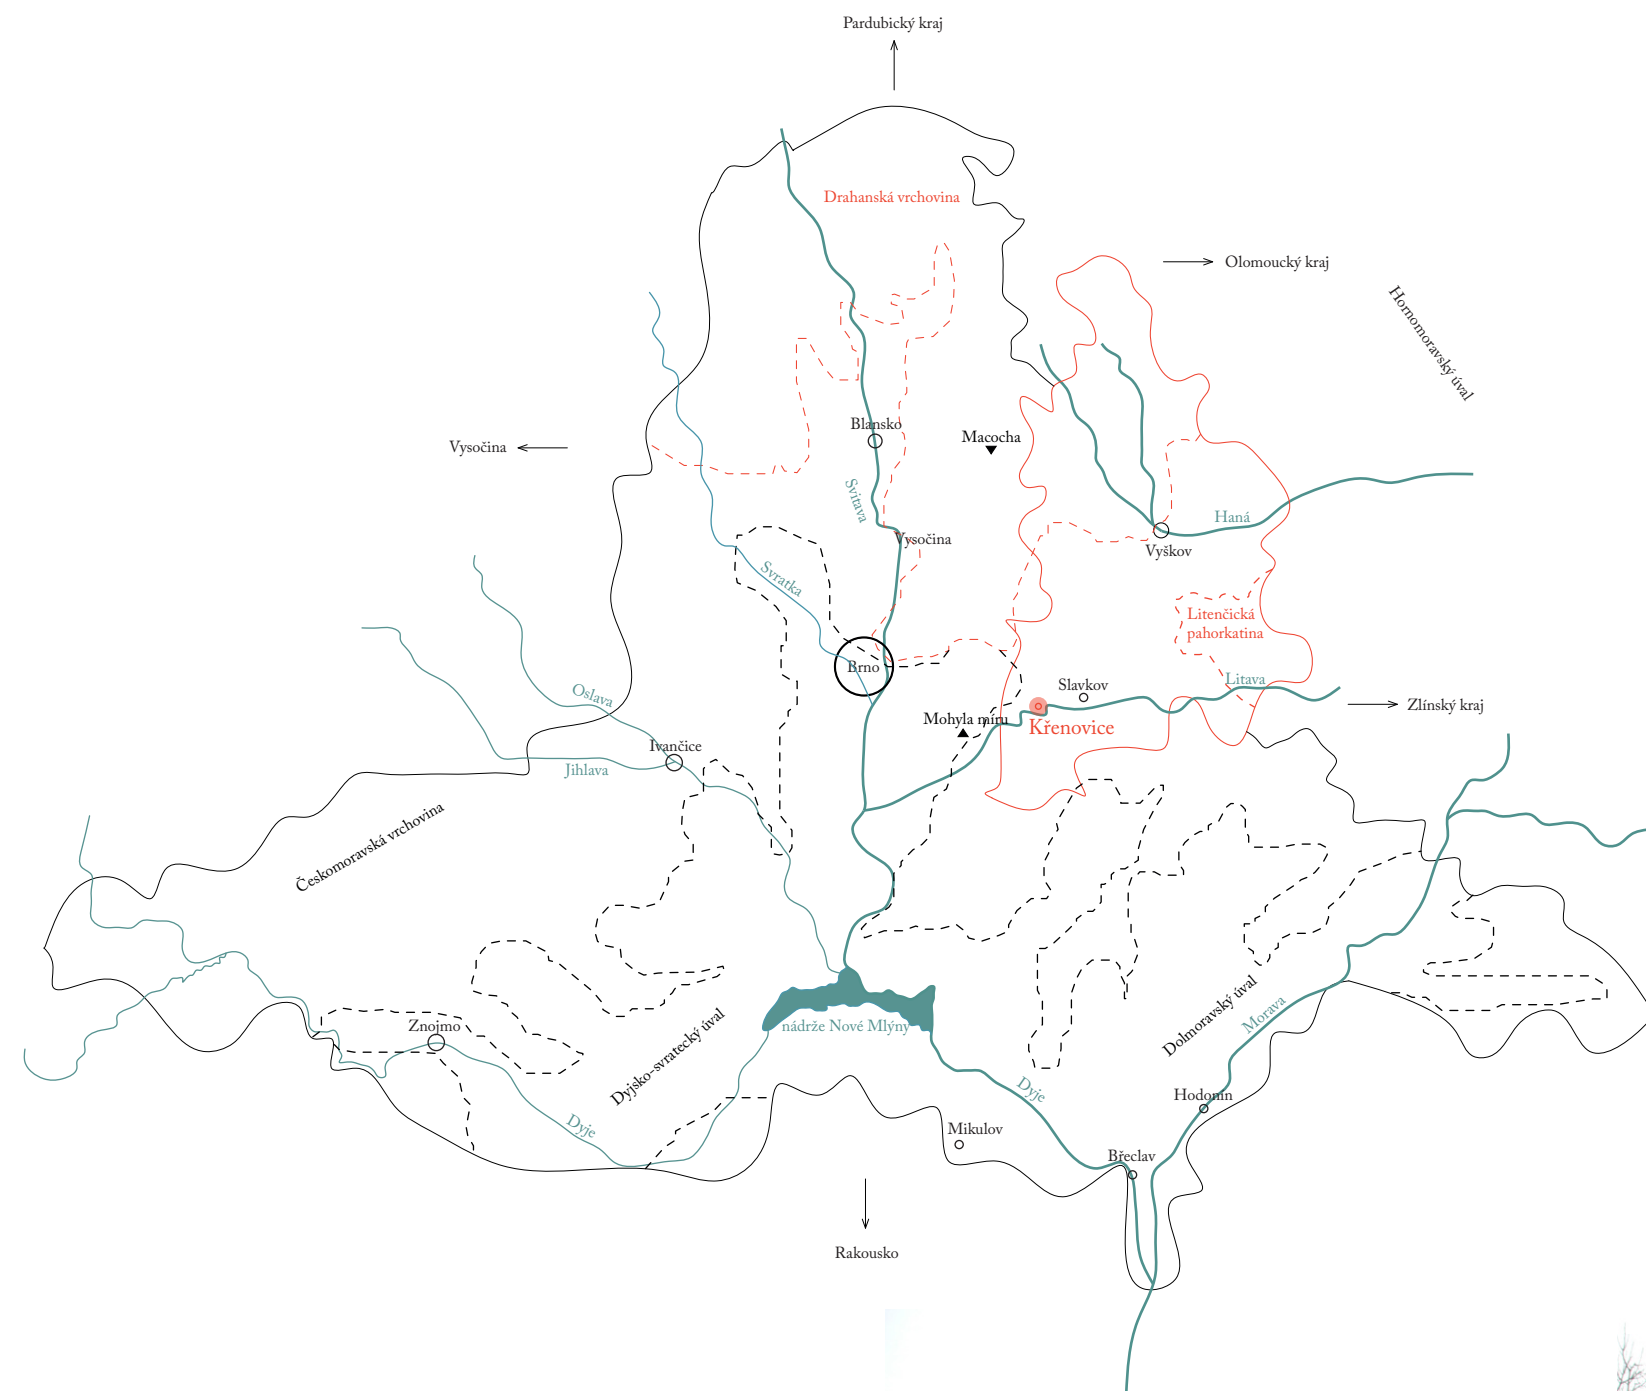 Pardubický kraj
Drahanská vrchovina
Olomoucký kraj
Hornomoravský úval
Vysočina
Blansko
Macocha
Svitava
Haná
Vysočina
Vyškov
Svratka
Litenčická
pahorkatina
Brno
Litava
Slavkov
Oslava
Zlínský kraj
Mohyla míru
Křenovice
Ivančice
Jihlava
Českomoravská vrchovina
Znojmo
nádrže Nové Mlýny
Dolmoravský úval
Morava
Dyjsko-svratecký úval
Dyje
Hodonín
Dyje
Mikulov
Břeclav
Rakousko